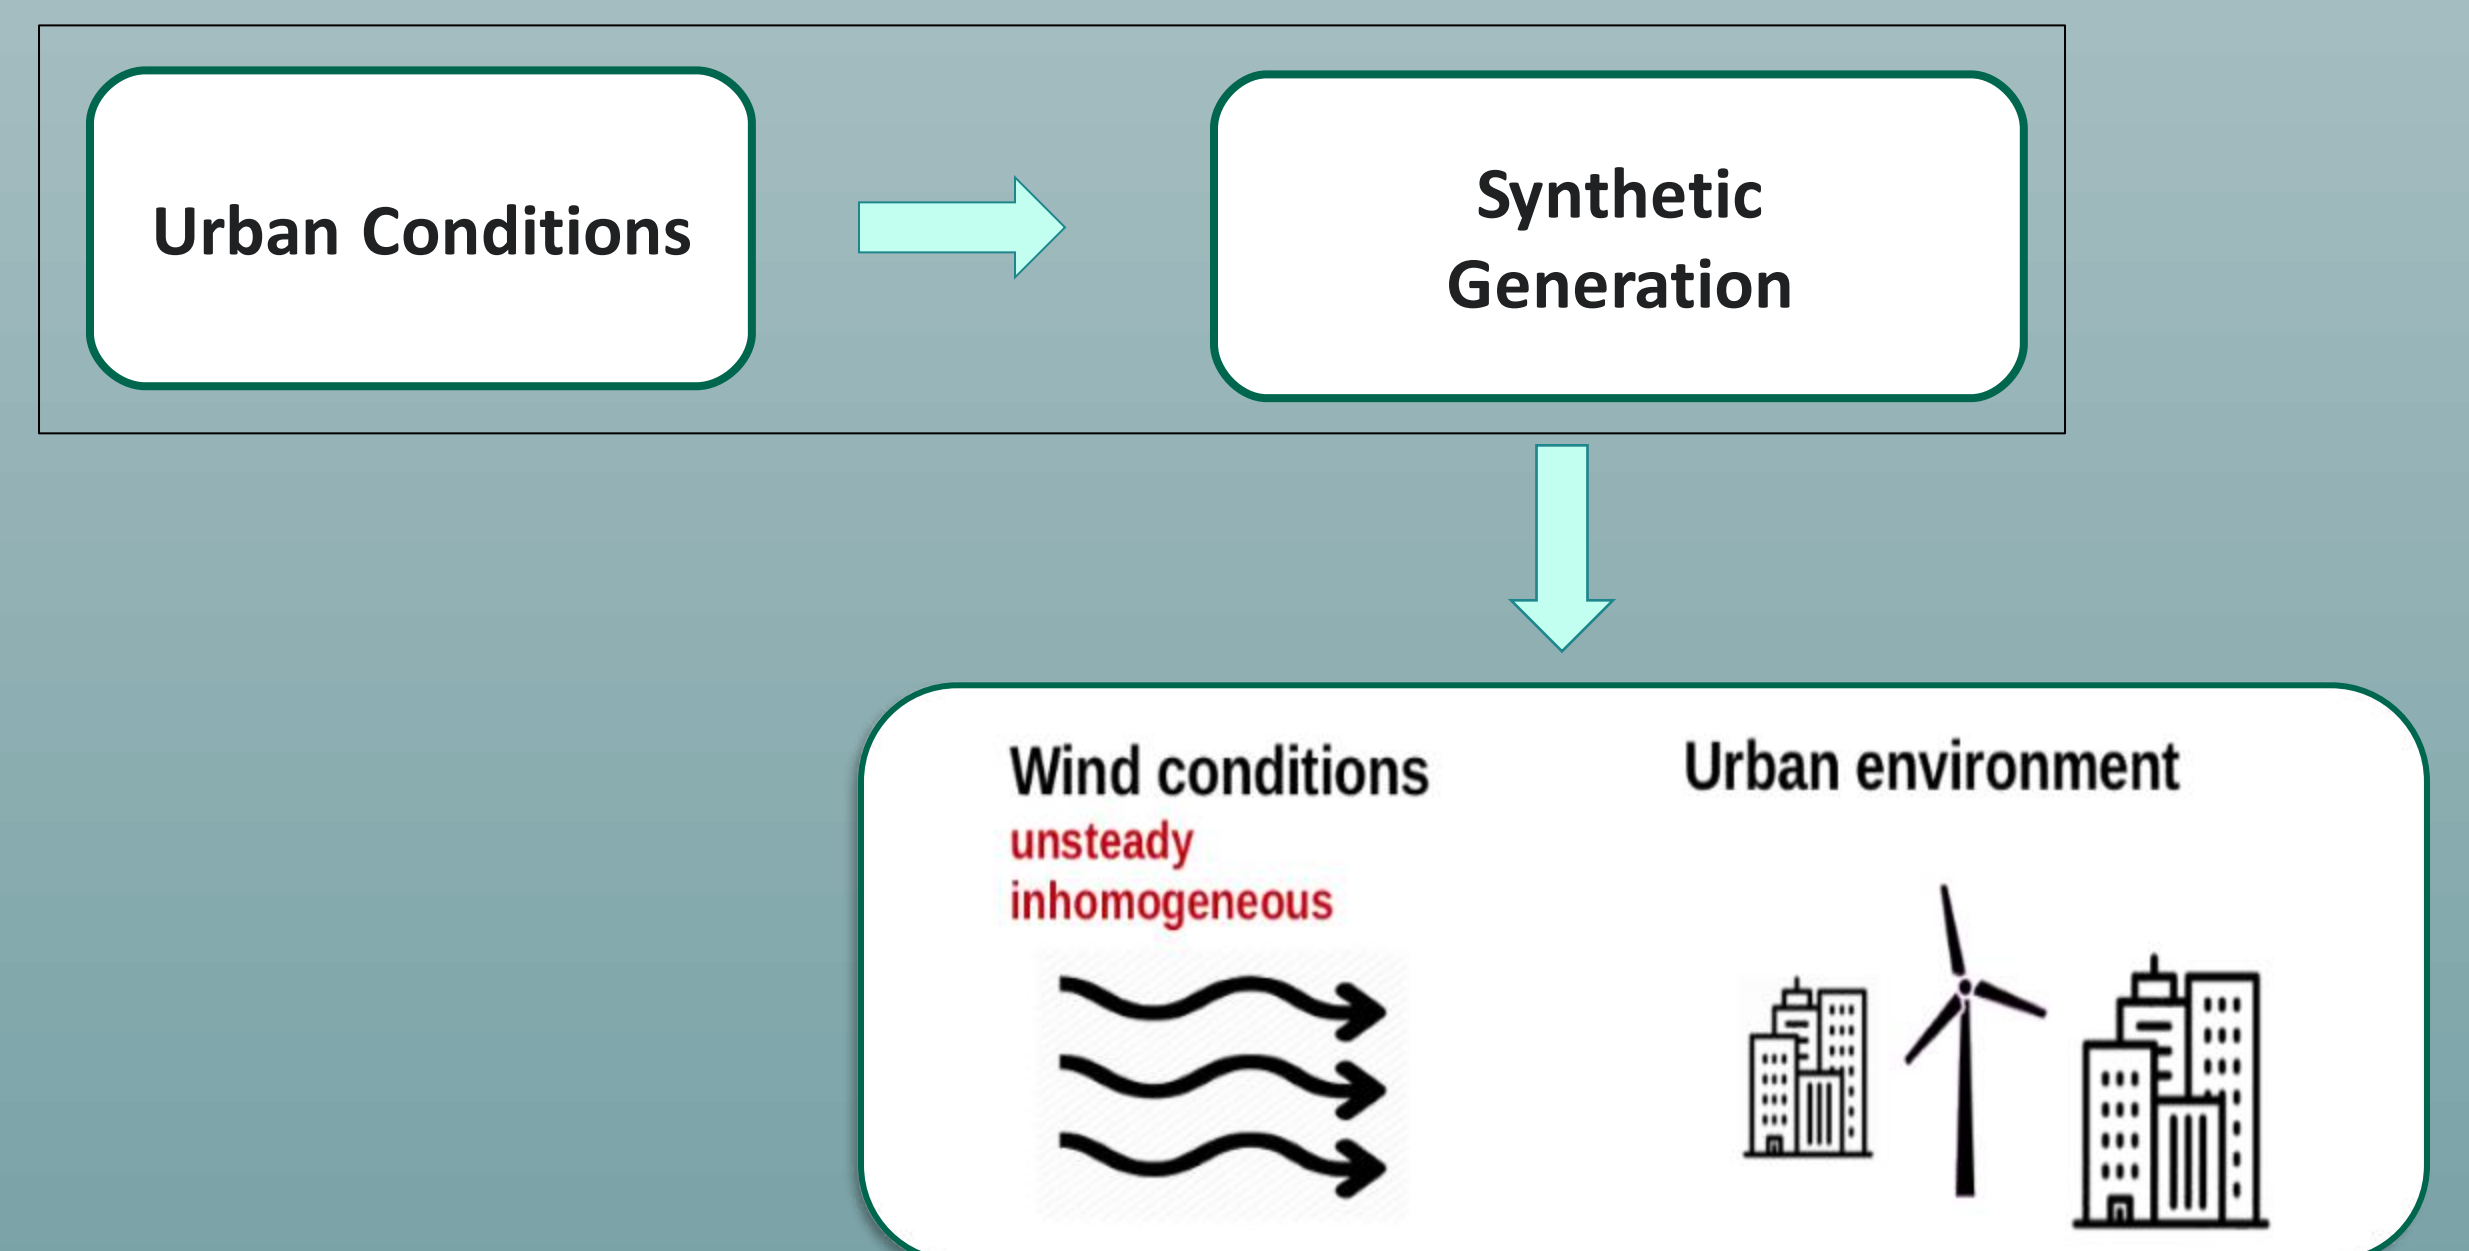 Urban Conditions
Synthetic
Generation
Wind conditions
unsteady
inhomogeneous
Urban environment